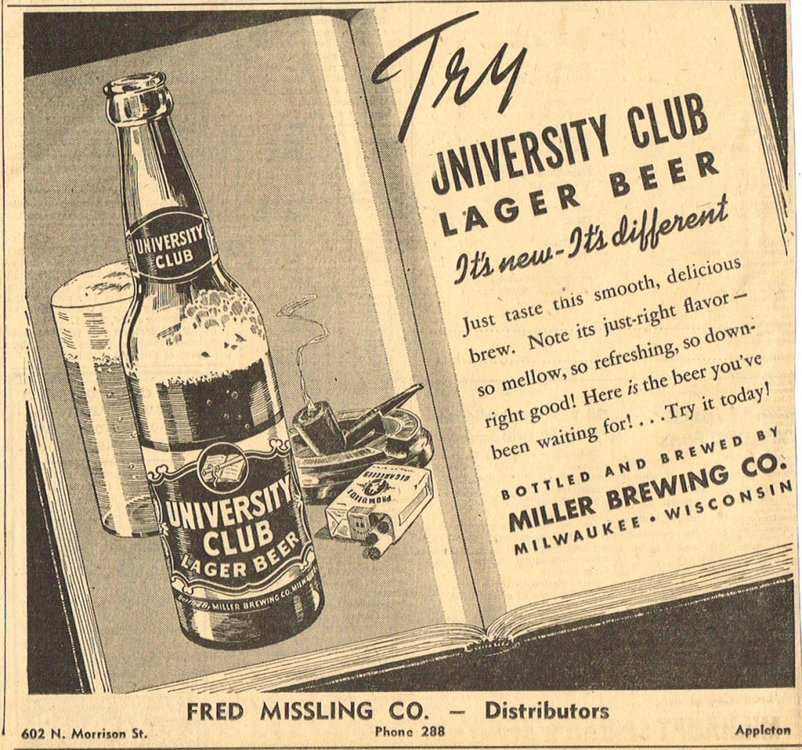 Try
UNIVERSITY CLUB
LAGER BEER
It's new-It's different
Just taste this smooth, delicious
brew. Note its just-right flavor —
so mellow, so refreshing, so down-
right good! Here is the beer you've
been waiting for! ...Try it today!
BOTTLED AND BREWED BY
MILLER BREWING CO.
MILWAUKEE • WISCONSIN
UNIVERSITY
CLUB
UNIVERSITY
CLUB
LAGER BEER
Bottled By MILLER BREWING CO.
CIGARETTES
FRED MISSLING CO. — Distributors
602 N. Morrison St. Phone 288 Appleton